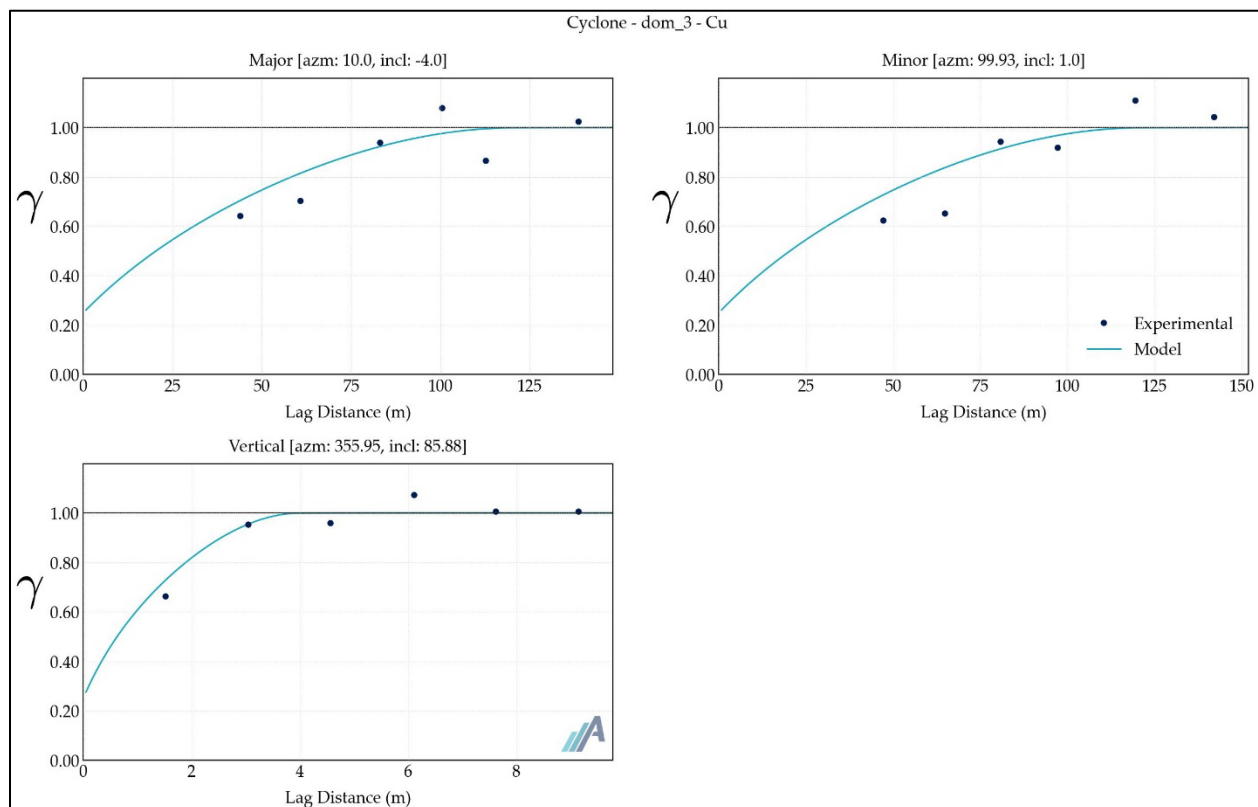 Cyclone - dom_3 - Cu
Major [azm: 10.0, incl: -4.0]
1.00
0.80
γ
0.60
0.40
0.20
0.00
0 25 50 75 100 125
Lag Distance (m)
Minor [azm: 99.93, incl: 1.0]
1.00
0.80
γ
0.60
0.40
0.20
0.00
Experimental
Model
0 25 50 75 100 125 150
Lag Distance (m)
Vertical [azm: 355.95, incl: 85.88]
1.00
0.80
γ
0.60
0.40
0.20
0.00
0 2 4 6 8
Lag Distance (m)
A